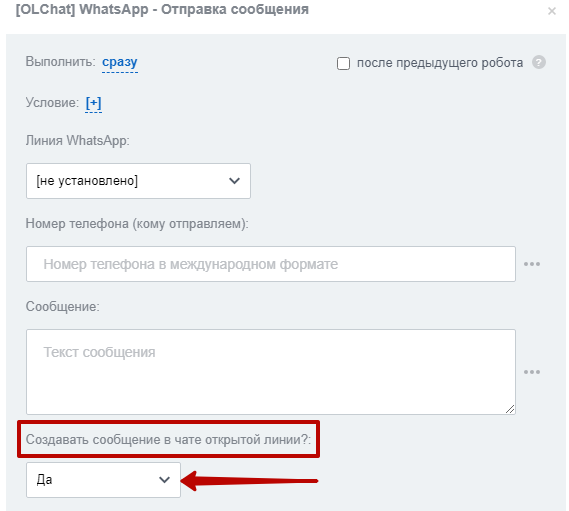 [OLChat] WhatsApp - Отправка сообщения
Выполнить: сразу
после предыдущего робота ?
Условие: [+]
Линия WhatsApp:
[не установлено]
Номер телефона (кому отправляем):
Номер телефона в международном формате
Сообщение:
Текст сообщения
Создавать сообщение в чате открытой линии?:
Да